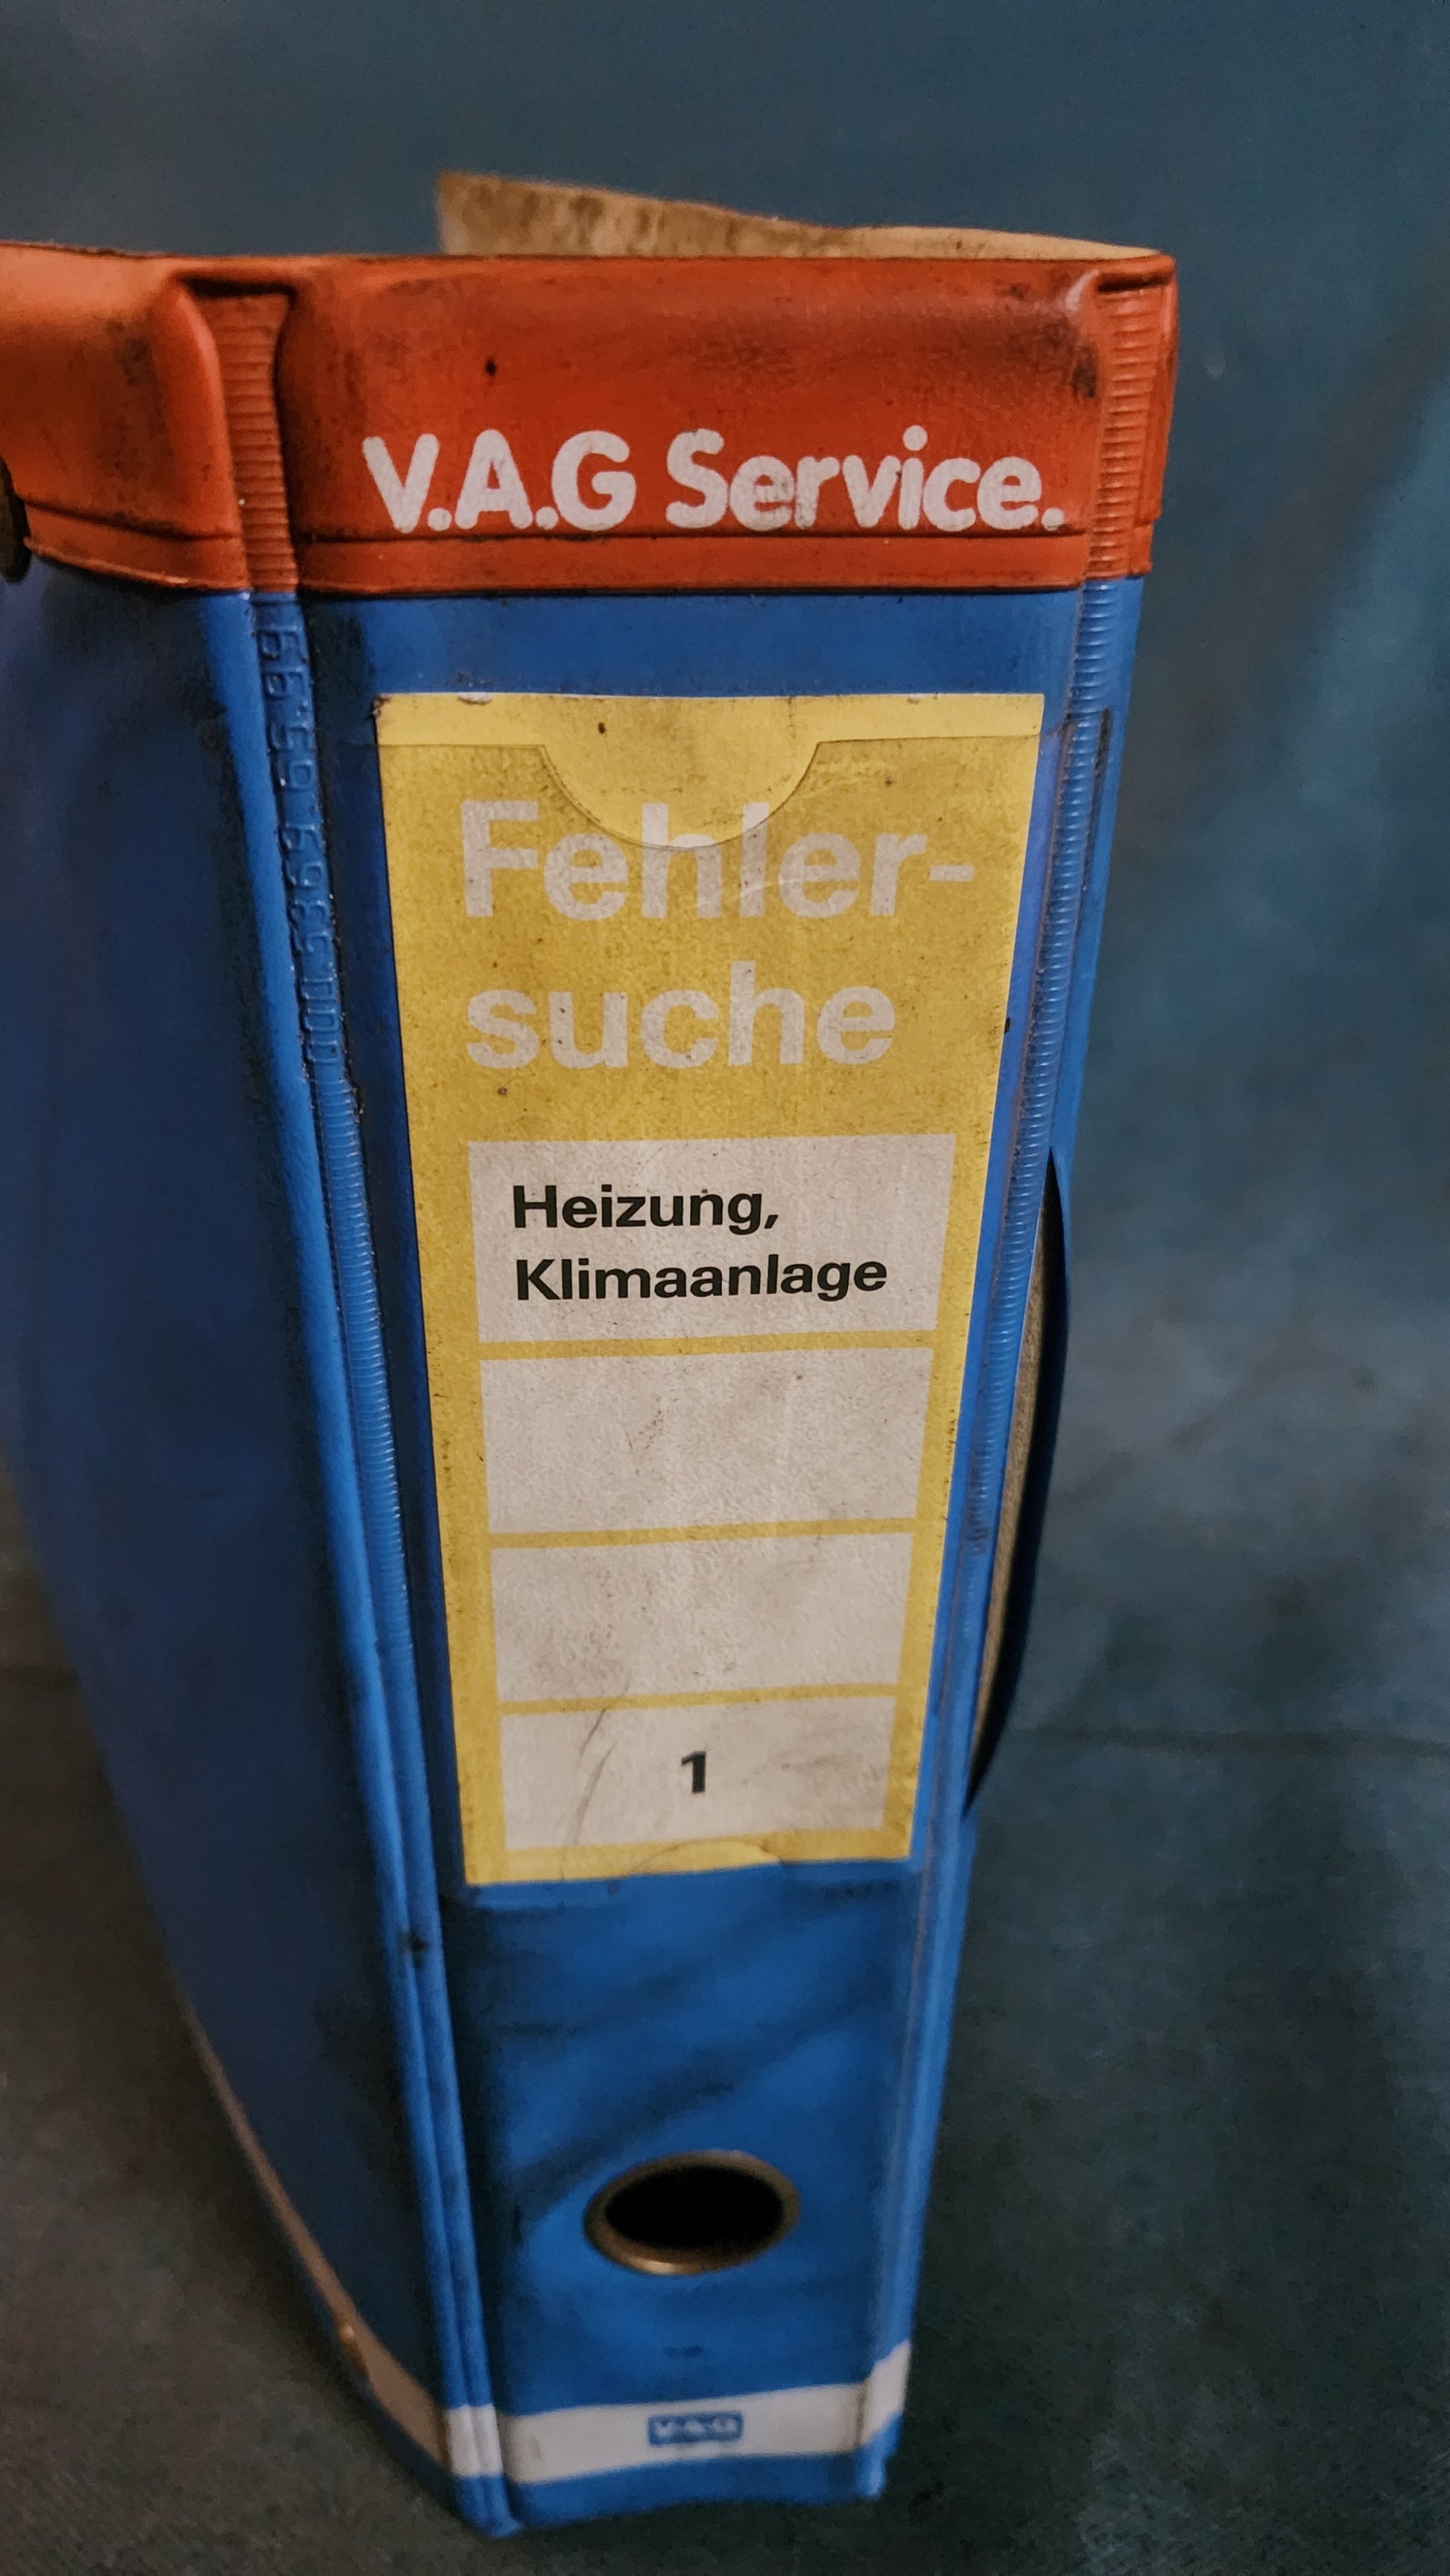 V.A.G Service.
Fehler-
suche
Heizung,
Klimaanlage
1
V.A.G